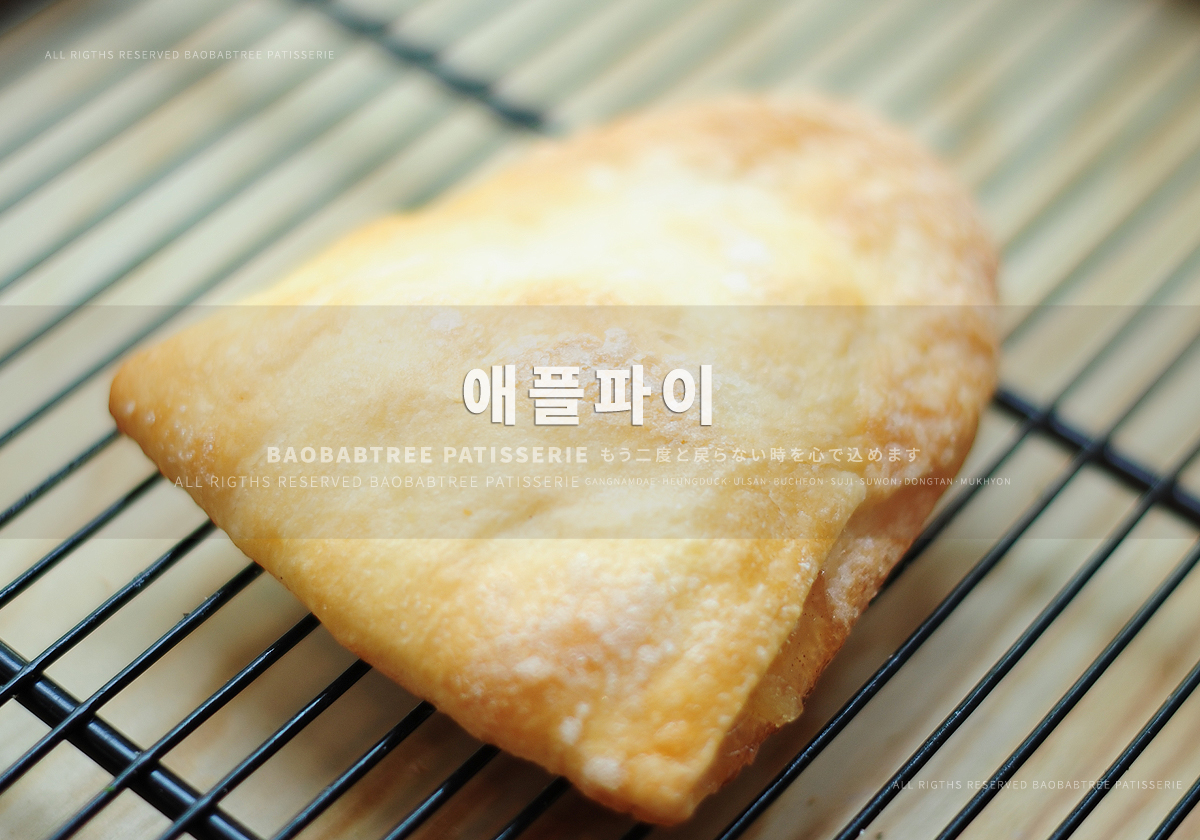 ALL RIGTHS RESERVED BAOBABTREE PATISSERIE
애플파이
BAOBABTREE PATISSERIE もう二度と戻らない時を心で込めます
ALL RIGTHS RESERVED BAOBABTREE PATISSERIE GANGNAMDAE·HEUNGDUCK·ULSAN·BUCHEON·SUJI·SUWON·DONGTAN·MUKHYON
ALL RIGTHS RESERVED BAOBABTREE PATISSERIE